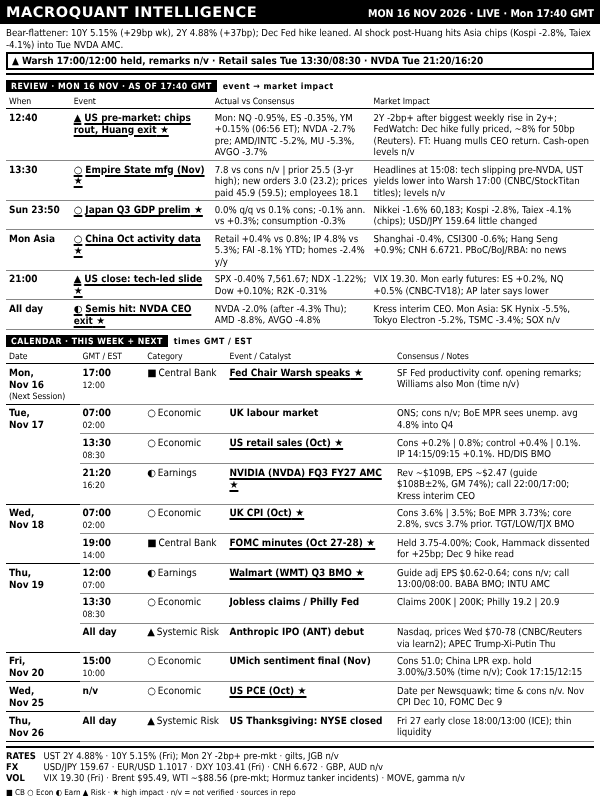 MACROQUANT INTELLIGENCE MON 16 NOV 2026 · LIVE · Mon 17:40 GMT
Bear-flattener: 10Y 5.15% (+29bp wk), 2Y 4.88% (+37bp); Dec Fed hike leaned. AI shock post-Huang hits Asia chips (Kospi -2.8%, Taiex
-4.1%) into Tue NVDA AMC.
▲ Warsh 17:00/12:00 held, remarks n/v · Retail Sales Tue 13:30/08:30 · NVDA Tue 21:20/16:20
REVIEW · MON 16 NOV · AS OF 17:40 GMT event → market impact
When Event Actual vs Consensus Market Impact
12:40
▲ US pre-market: chips
rout, Huang exit ★
Mon: NQ -0.95%, ES -0.35%, YM
+0.15% (06:56 ET); NVDA -2.7%
pre; AMD/INTC -5.2%, MU -5.3%,
AVGO -3.7%
2Y -2bp+ after biggest weekly rise in 2y+;
FedWatch: Dec hike fully priced, ~8% for 50bp
(Reuters). FT: Huang mulls CEO return. Cash-open
levels n/v
13:30
○ Empire State mfg (Nov)
★
7.8 vs cons n/v | prior 25.5 (3-yr
high); new orders 3.0 (23.2); prices
paid 45.9 (59.5); employees 18.1
Headlines at 15:08: tech slipping pre-NVDA, UST
yields lower into Warsh 17:00 (CNBC/StockTitan
titles); levels n/v
Sun 23:50
○ Japan Q3 GDP prelim ★
0.0% q/q vs 0.1% cons; -0.1% ann.
vs +0.3%; consumption -0.3%
Nikkei -1.6% 60,183; Kospi -2.8%, Taiex -4.1%
(chips); USD/JPY 159.64 little changed
Mon Asia
○ China Oct activity data
★
Retail +0.4% vs 0.8%; IP 4.8% vs
5.3%; FAI -8.1% YTD; homes -2.4%
y/y
Shanghai -0.4%, CSI300 -0.6%; Hang Seng
+0.9%; CNH 6.6721. PBoC/BoJ/RBA: no news
21:00
▲ US close: tech-led slide
★
SPX -0.40% 7,561.67; NDX -1.22%;
Dow +0.10%; R2K -0.31%
VIX 19.30. Mon early futures: ES +0.2%, NQ
+0.5% (CNBC-TV18); AP later says lower
All day
◐ Semis hit: NVDA CEO
exit ★
NVDA -2.0% (after -4.3% Thu);
AMD -8.8%, AVGO -4.8%
Kress interim CEO. Mon Asia: SK Hynix -5.5%,
Tokyo Electron -5.2%, TSMC -3.4%; SOX n/v
CALENDAR · THIS WEEK + NEXT times GMT / EST
Date GMT / EST Category Event / Catalyst Consensus / Notes
Mon,
Nov 16
(Next Session)
17:00
12:00
■ Central Bank
Fed Chair Warsh speaks ★
SF Fed productivity conf. opening remarks;
Williams also Mon (time n/v)
Tue,
Nov 17
07:00
02:00
○ Economic
UK labour market
ONS; cons n/v; BoE MPR sees unemp. avg
4.8% into Q4
13:30
08:30
○ Economic
US retail sales (Oct) ★
Cons +0.2% | 0.8%; control +0.4% | 0.1%.
IP 14:15/09:15 +0.1%. HD/DIS BMO
21:20
16:20
◐ Earnings
NVIDIA (NVDA) FQ3 FY27 AMC
★
Rev ~$109B, EPS ~$2.47 (guide
$108B±2%, GM 74%); call 22:00/17:00;
Kress interim CEO
Wed,
Nov 18
07:00
02:00
○ Economic
UK CPI (Oct) ★
Cons 3.6% | 3.5%; BoE MPR 3.73%; core
2.8%, svcs 3.7% prior. TGT/LOW/TJX BMO
19:00
14:00
■ Central Bank
FOMC minutes (Oct 27-28) ★
Held 3.75-4.00%; Cook, Hammack dissented
for +25bp; Dec 9 hike read
Thu,
Nov 19
12:00
07:00
◐ Earnings
Walmart (WMT) Q3 BMO ★
Guide adj EPS $0.62-0.64; cons n/v; call
13:00/08:00. BABA BMO; INTU AMC
13:30
08:30
○ Economic
Jobless claims / Philly Fed
Claims 200K | 200K; Philly 19.2 | 20.9
All day
▲ Systemic Risk
Anthropic IPO (ANT) debut
Nasdaq, prices Wed $70-78 (CNBC/Reuters
via learn2); APEC Trump-Xi-Putin Thu
Fri,
Nov 20
15:00
10:00
○ Economic
UMich sentiment final (Nov)
Cons 51.0; China LPR exp. hold
3.00%/3.50% (time n/v); Cook 17:15/12:15
Wed,
Nov 25
n/v
○ Economic
US PCE (Oct) ★
Date per Newsquawk; time & cons n/v. Nov
CPI Dec 10, FOMC Dec 9
Thu,
Nov 26
All day
▲ Systemic Risk
US Thanksgiving: NYSE closed
Fri 27 early close 18:00/13:00 (ICE); thin
liquidity
RATES UST 2Y 4.88% · 10Y 5.15% (Fri); Mon 2Y -2bp+ pre-mkt · gilts, JGB n/v
FX USD/JPY 159.67 · EUR/USD 1.1017 · DXY 103.41 (Fri) · CNH 6.672 · GBP, AUD n/v
VOL VIX 19.30 (Fri) · Brent $95.49, WTI ~$88.56 (pre-mkt; Hormuz tanker incidents) · MOVE, gamma n/v
■ CB ○ Econ ◐ Earn ▲ Risk · ★ high impact · n/v = not verified · sources in repo